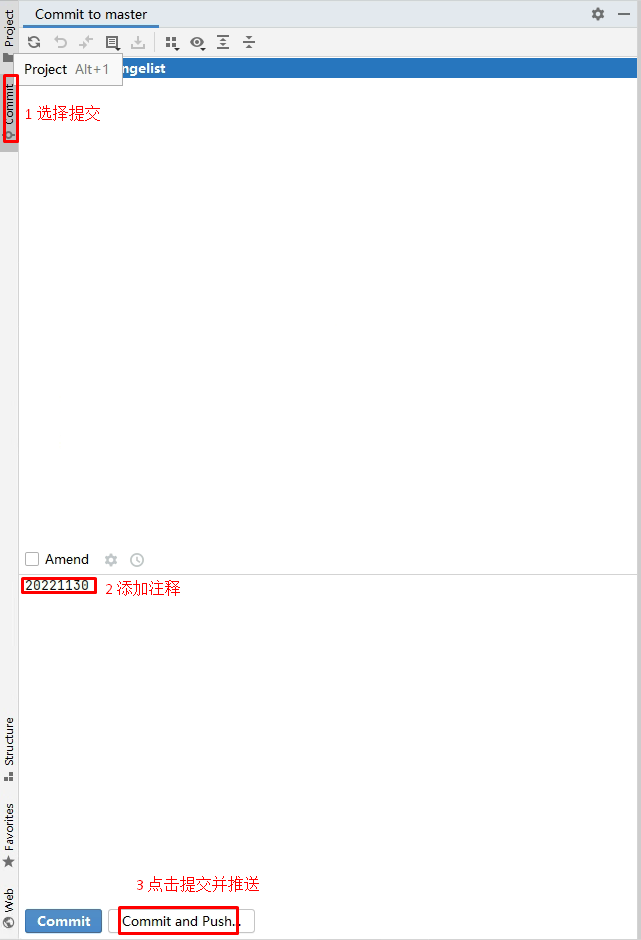 Commit to master
Project
Project Alt+1
ngelist
Commit
1 选择提交
Amend
20221130
2 添加注释
Structure
Favorites
3 点击提交并推送
Web
Commit
Commit and Push..